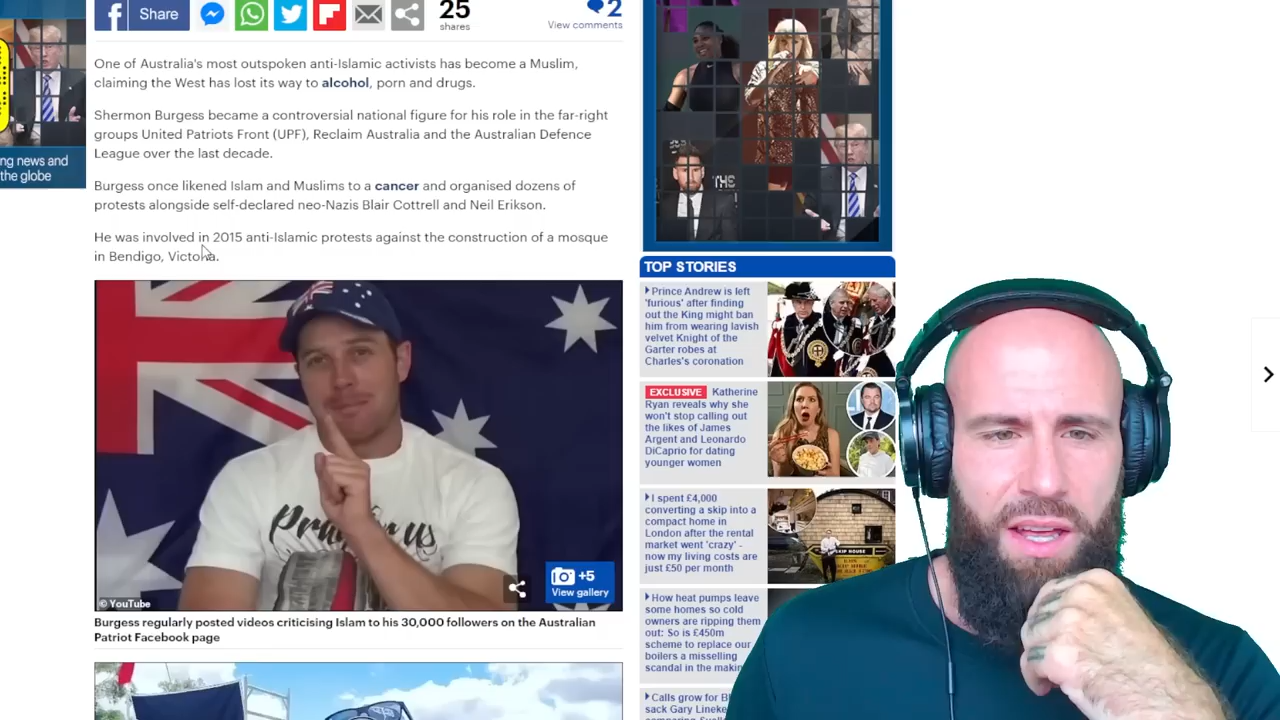 Share
25
shares
2
View comments
One of Australia's most outspoken anti-Islamic activists has become a Muslim,
claiming the West has lost its way to alcohol, porn and drugs.
Shermon Burgess became a controversial national figure for his role in the far-right
groups United Patriots Front (UPF), Reclaim Australia and the Australian Defence
League over the last decade.
Burgess once likened Islam and Muslims to a cancer and organised dozens of
protests alongside self-declared neo-Nazis Blair Cottrell and Neil Erikson.
He was involved in 2015 anti-Islamic protests against the construction of a mosque
in Bendigo, Victoria.
ng news and
the globe
Pray for us
© YouTube
+5
View gallery
Burgess regularly posted videos criticising Islam to his 30,000 followers on the Australian
Patriot Facebook page
THE
TOP STORIES
Prince Andrew is left
'furious' after finding
out the King might ban
him from wearing lavish
velvet Knight of the
Garter robes at
Charles's coronation
EXCLUSIVE Katherine
Ryan reveals why she
won't stop calling out
the likes of James
Argent and Leonardo
DiCaprio for dating
younger women
I spent £4,000
converting a skip into a
compact home in
London after the rental
market went 'crazy' -
now my living costs are
just £50 per month
SKIP HOUSE
How heat pumps leave
some homes so cold
owners are ripping them
out: So is £450m
scheme to replace our
boilers a misselling
scandal in the makin
Calls grow for B
sack Gary Lineke